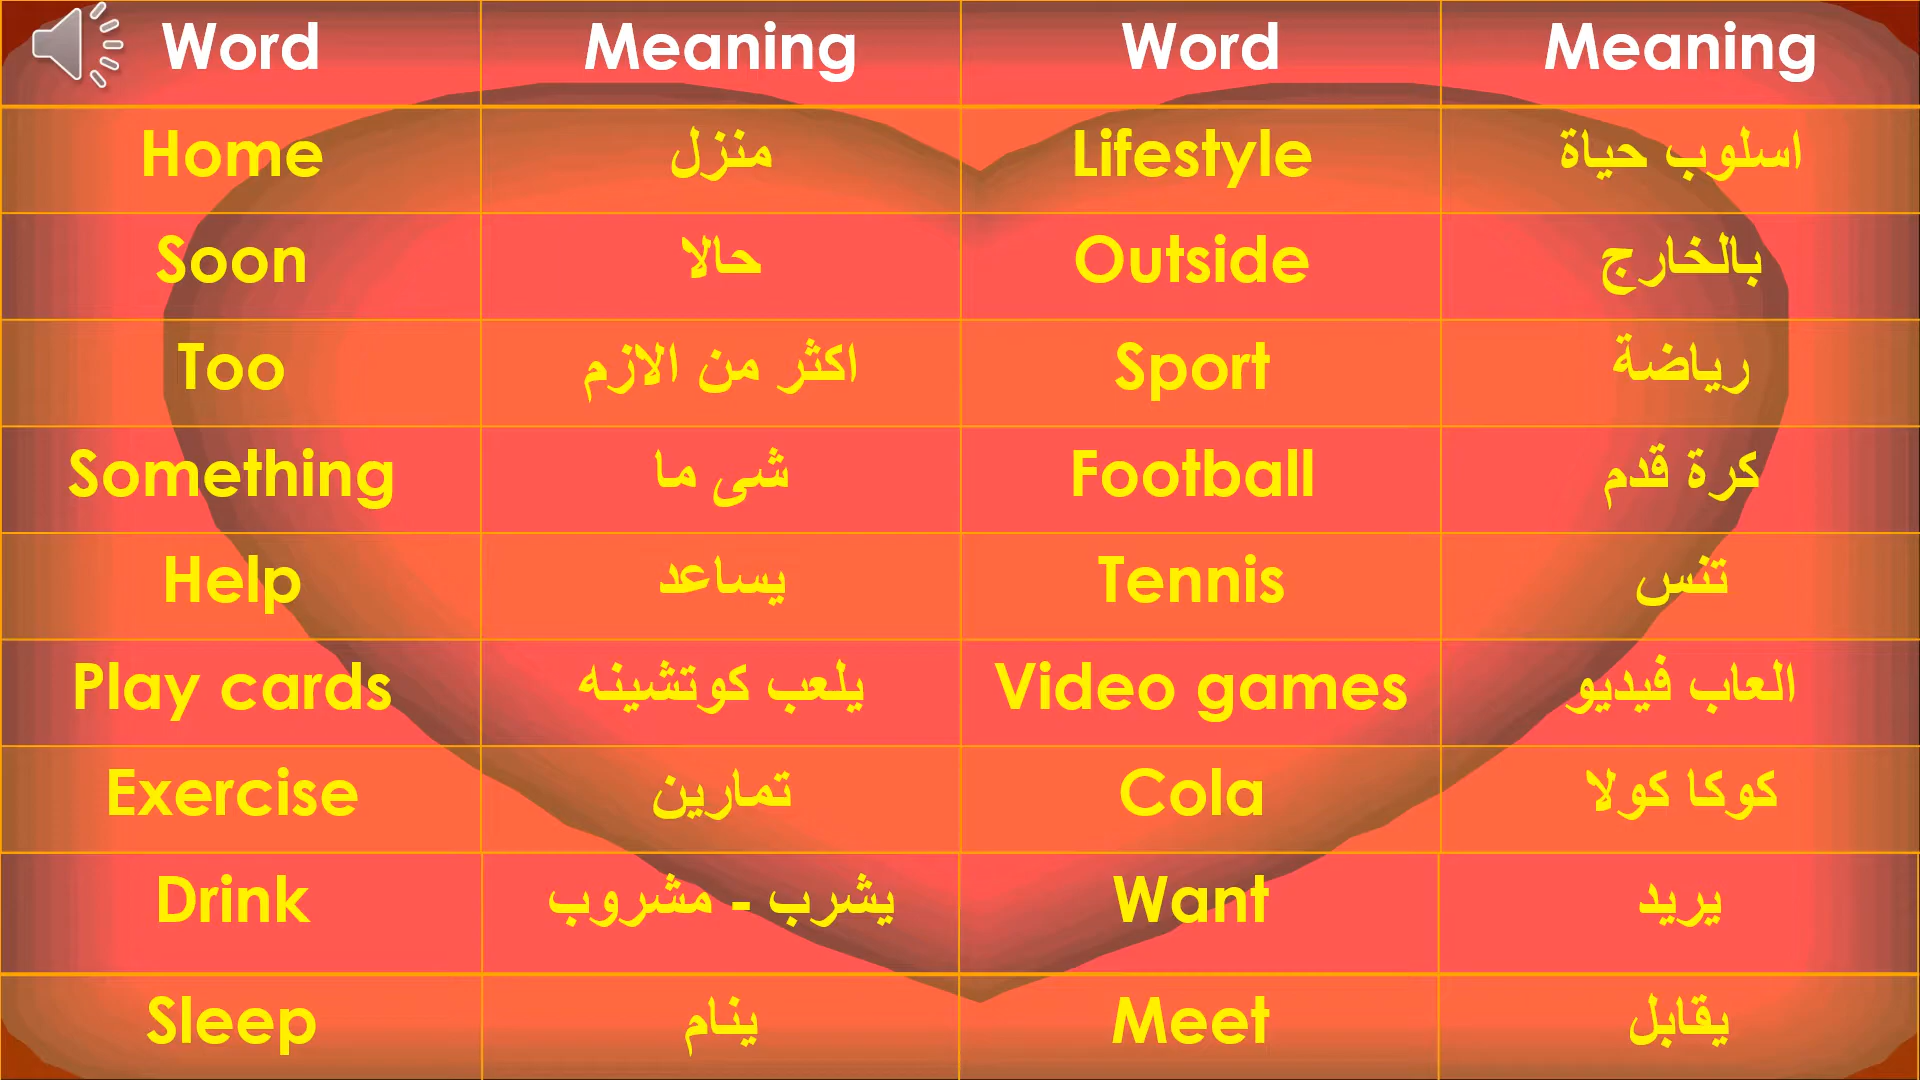 Word Meaning Word Meaning
Home منزل Lifestyle اسلوب حياة
Soon حالا Outside بالخارج
Too اكثر من الازم Sport رياضة
Something شى ما Football كرة قدم
Help يساعد Tennis تنس
Play cards يلعب كوتشينه Video games العاب فيديو
Exercise تمارين Cola كوكا كولا
Drink يشرب - مشروب Want يريد
Sleep ينام Meet يقابل